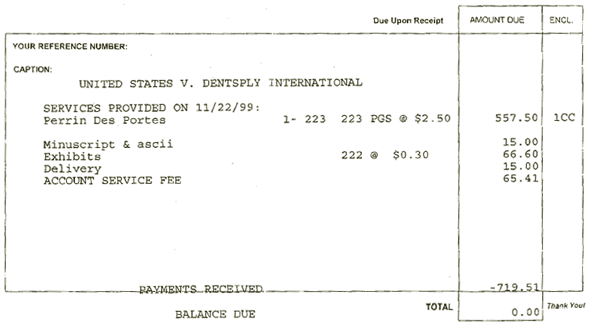 Due Upon Receipt AMOUNT DUE ENCL.
YOUR REFERENCE NUMBER:
CAPTION:
UNITED STATES V. DENTSPLY INTERNATIONAL
SERVICES PROVIDED ON 11/22/99:
Perrin Des Portes 1- 223 223 PGS @ $2.50 557.50 1CC
Minuscript & ascii 15.00
Exhibits 222 @ $0.30 66.60
Delivery 15.00
ACCOUNT SERVICE FEE 65.41
PAYMENTS RECEIVED -719.51
TOTAL Thank You!
BALANCE DUE 0.00